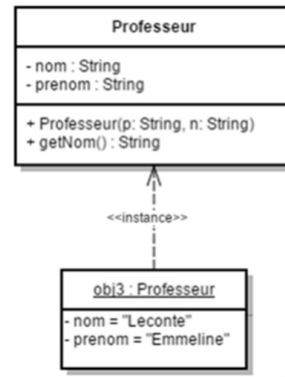 Professeur
- nom : String
- prenom : String
+ Professeur(p: String, n: String)
+ getNom() : String
<<instance>>
obj3 : Professeur
- nom = "Leconte"
- prenom = "Emmeline"